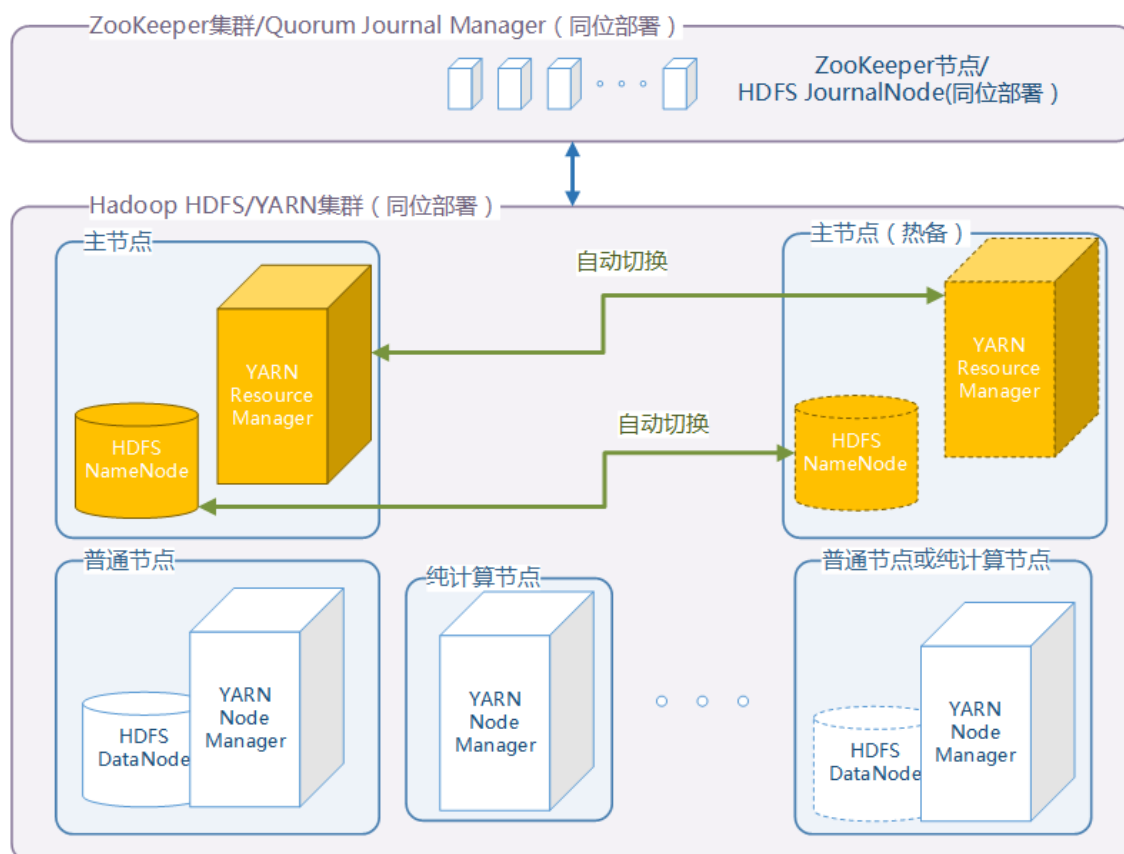 ZooKeeper集群/Quorum Journal Manager（同位部署）
ZooKeeper节点/
HDFS JournalNode(同位部署）
Hadoop HDFS/YARN集群（同位部署）
主节点
主节点（热备）
自动切换
YARN
Resource
Manager
YARN
Resource
Manager
自动切换
HDFS
NameNode
HDFS
NameNode
普通节点
纯计算节点
普通节点或纯计算节点
YARN
Node
Manager
HDFS
DataNode
YARN
Node
Manager
YARN
Node
Manager
HDFS
DataNode